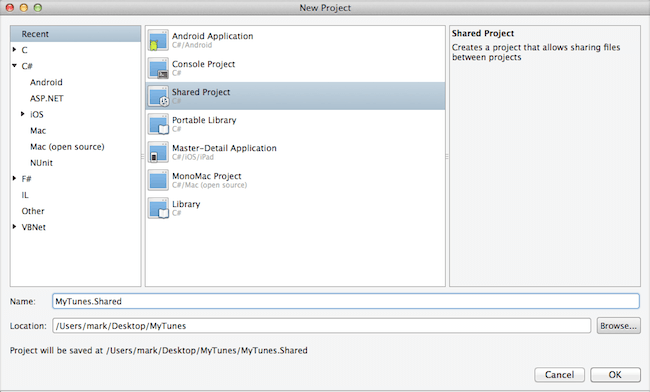 New Project
Recent
C
C#
Android
ASP.NET
iOS
Mac
Mac (open source)
NUnit
F#
IL
Other
VBNet
Android Application
C#/Android
Console Project
C#
Shared Project
C#
Portable Library
C#
Master-Detail Application
C#/iOS/iPad
MonoMac Project
C#/Mac (open source)
Library
C#
Shared Project
Creates a project that allows sharing files
between projects
Name: MyTunes.Shared
Location: /Users/mark/Desktop/MyTunes Browse...
Project will be saved at /Users/mark/Desktop/MyTunes/MyTunes.Shared
Cancel OK